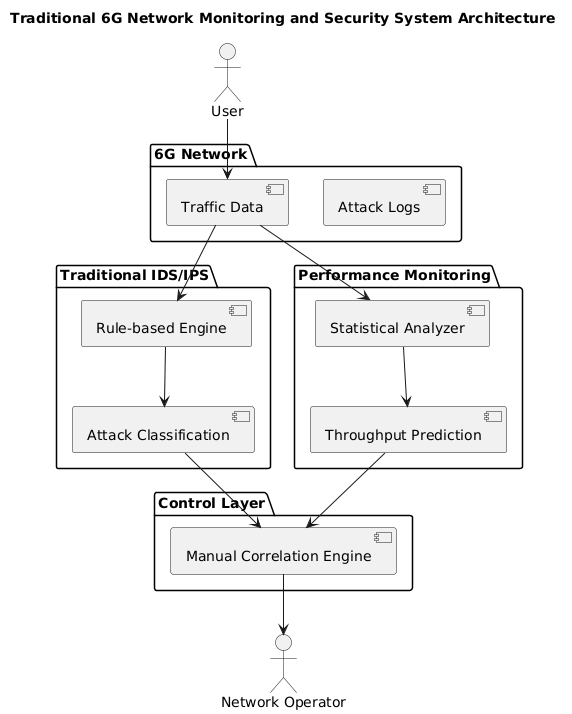 Traditional 6G Network Monitoring and Security System Architecture
User
6G Network
Traffic Data
Attack Logs
Traditional IDS/IPS
Performance Monitoring
Rule-based Engine
Statistical Analyzer
Attack Classification
Throughput Prediction
Control Layer
Manual Correlation Engine
Network Operator